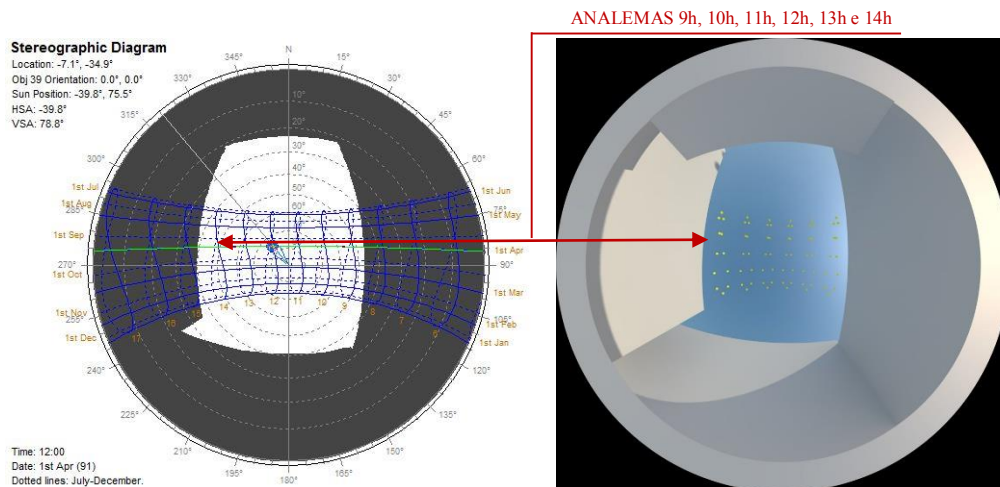 ANALEMAS 9h, 10h, 11h, 12h, 13h e 14h
Stereographic Diagram
Location: -7.1°, -34.9°
Obj 39 Orientation: 0.0°, 0.0°
Sun Position: -39.8°, 75.5°
HSA: -39.8°
VSA: 78.8°
N
345°
15°
330°
30°
315°
45°
300°
60°
285°
75°
270°
90°
255°
105°
240°
120°
225°
135°
210°
150°
195°
165°
180°
10°
20°
30°
40°
50°
60°
1st Jul
1st Aug
1st Sep
1st Oct
1st Nov
1st Dec
1st Jun
1st May
1st Apr
1st Mar
1st Feb
1st Jan
17
16
15
14
13
12
11
10
9
8
7
6
Time: 12:00
Date: 1st Apr (91)
Dotted lines: July-December.